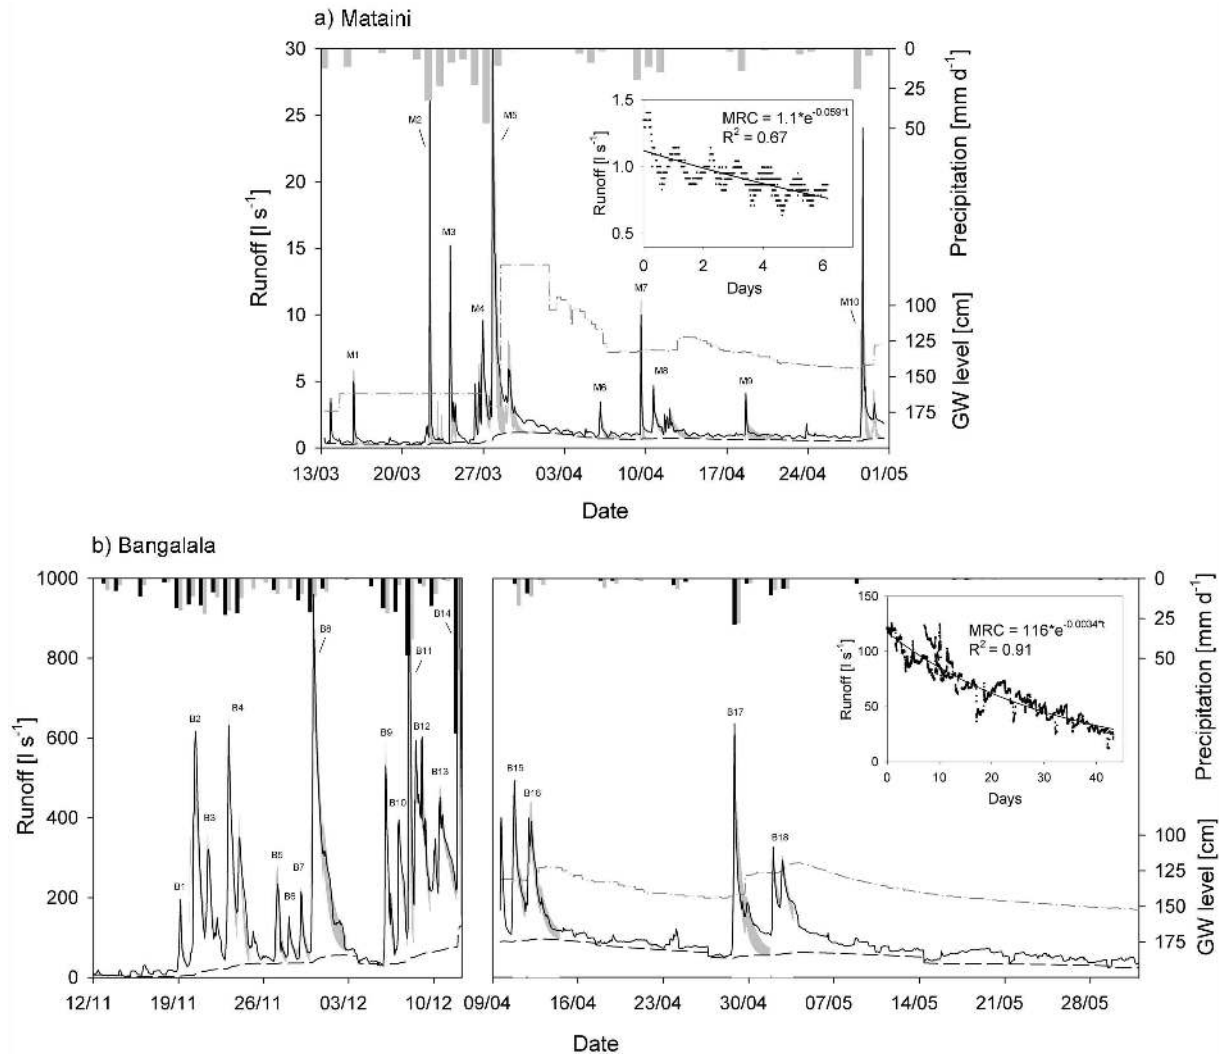 a) Mataini
30
25
20
15
10
5
0
Runoff [l s⁻¹]
M1
M2
M3
M4
M5
M6
M7
M8
M9
M10
1.5
1.0
0.5
Runoff [l s⁻¹]
MRC = 1.1*e^-0.059*t
R² = 0.67
0 2 4 6
Days
0
25
50
Precipitation [mm d⁻¹]
100
125
150
175
GW level [cm]
13/03 20/03 27/03 03/04 10/04 17/04 24/04 01/05
Date
b) Bangalala
1000
800
600
400
200
0
Runoff [l s⁻¹]
B1
B2
B3
B4
B5
B6
B7
B8
B9
B10
B11
B12
B13
B14
B15
B16
B17
B18
150
100
50
0
Runoff [l s⁻¹]
MRC = 116*e^-0.0034*t
R² = 0.91
0 10 20 30 40
Days
0
25
50
Precipitation [mm d⁻¹]
100
125
150
175
GW level [cm]
12/11 19/11 26/11 03/12 10/12 09/04 16/04 23/04 30/04 07/05 14/05 21/05 28/05
Date
Date